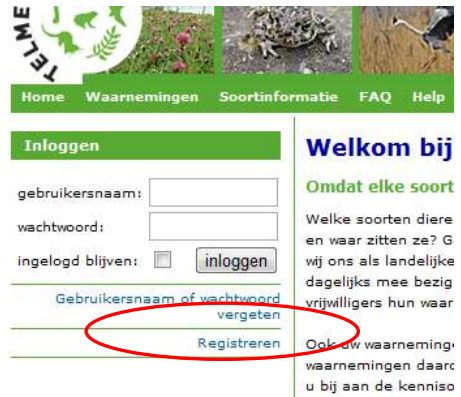 TELME
Home Waarnemingen Soortinformatie FAQ Help
Inloggen
gebruikersnaam:
wachtwoord:
ingelogd blijven:
inloggen
Gebruikersnaam of wachtwoord
vergeten
Registreren
Welkom bij
Omdat elke soort
Welke soorten diere
en waar zitten ze? G
wij ons als landelijke
dagelijks mee bezig
vrijwilligers hun waar
Ook uw waarneminge
waarnemingen daaro
u bij aan de kenniso